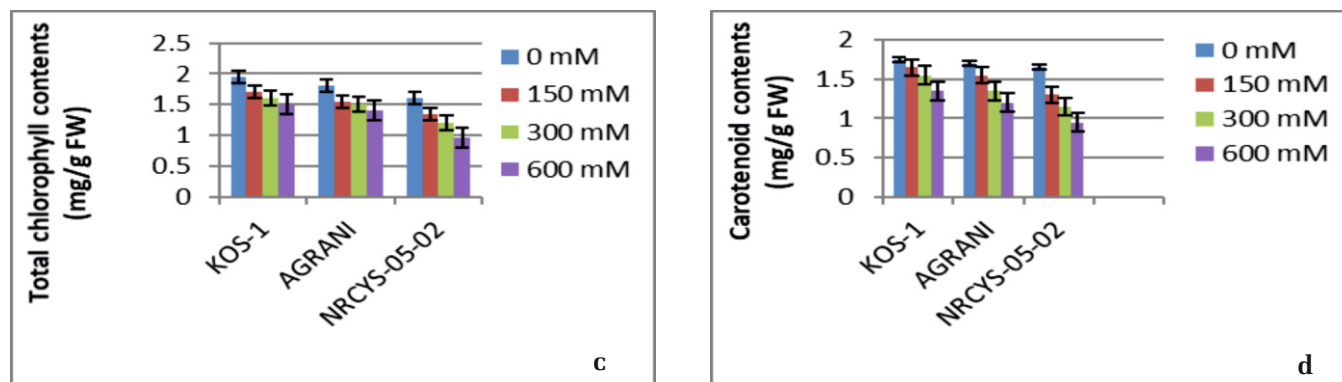 Total chlorophyll contents
(mg/g FW)
2.5
2
1.5
1
0.5
0
KOS-1
AGRANI
NRCYS-05-02
0 mM
150 mM
300 mM
600 mM
c
Carotenoid contents
(mg/g FW)
2
1.5
1
0.5
0
KOS-1
AGRANI
NRCYS-05-02
0 mM
150 mM
300 mM
600 mM
d